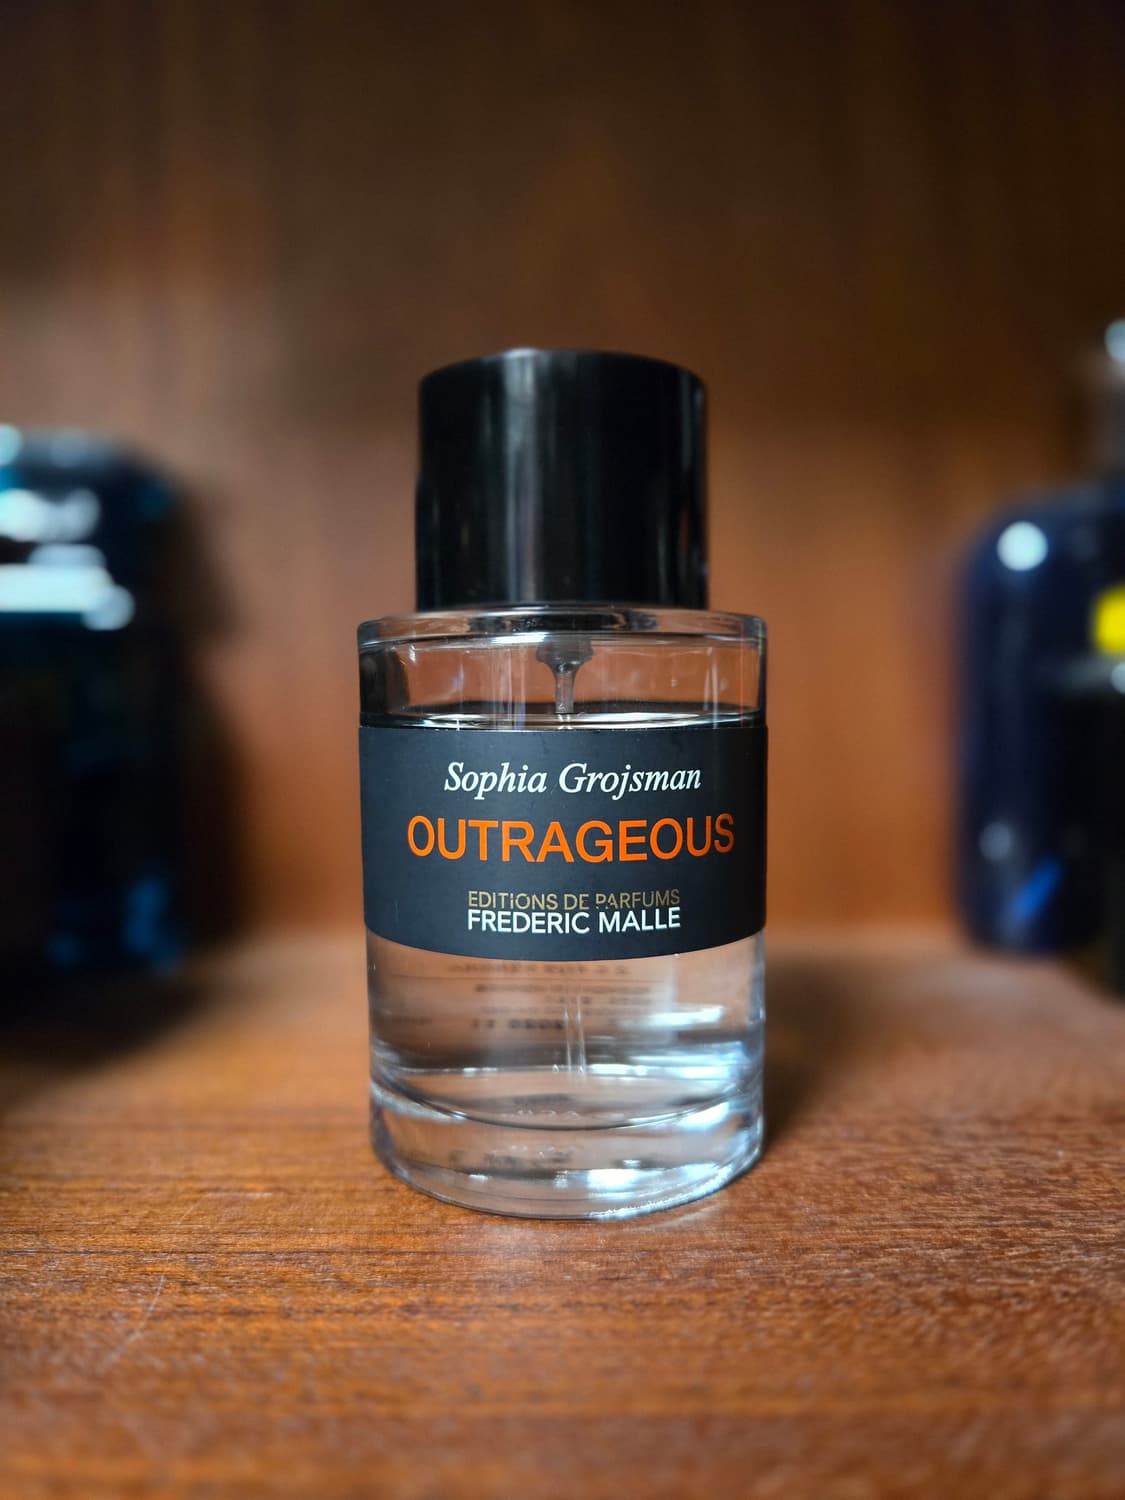 Sophia Grojsman
OUTRAGEOUS
EDITIONS DE PARFUMS
FREDERIC MALLE